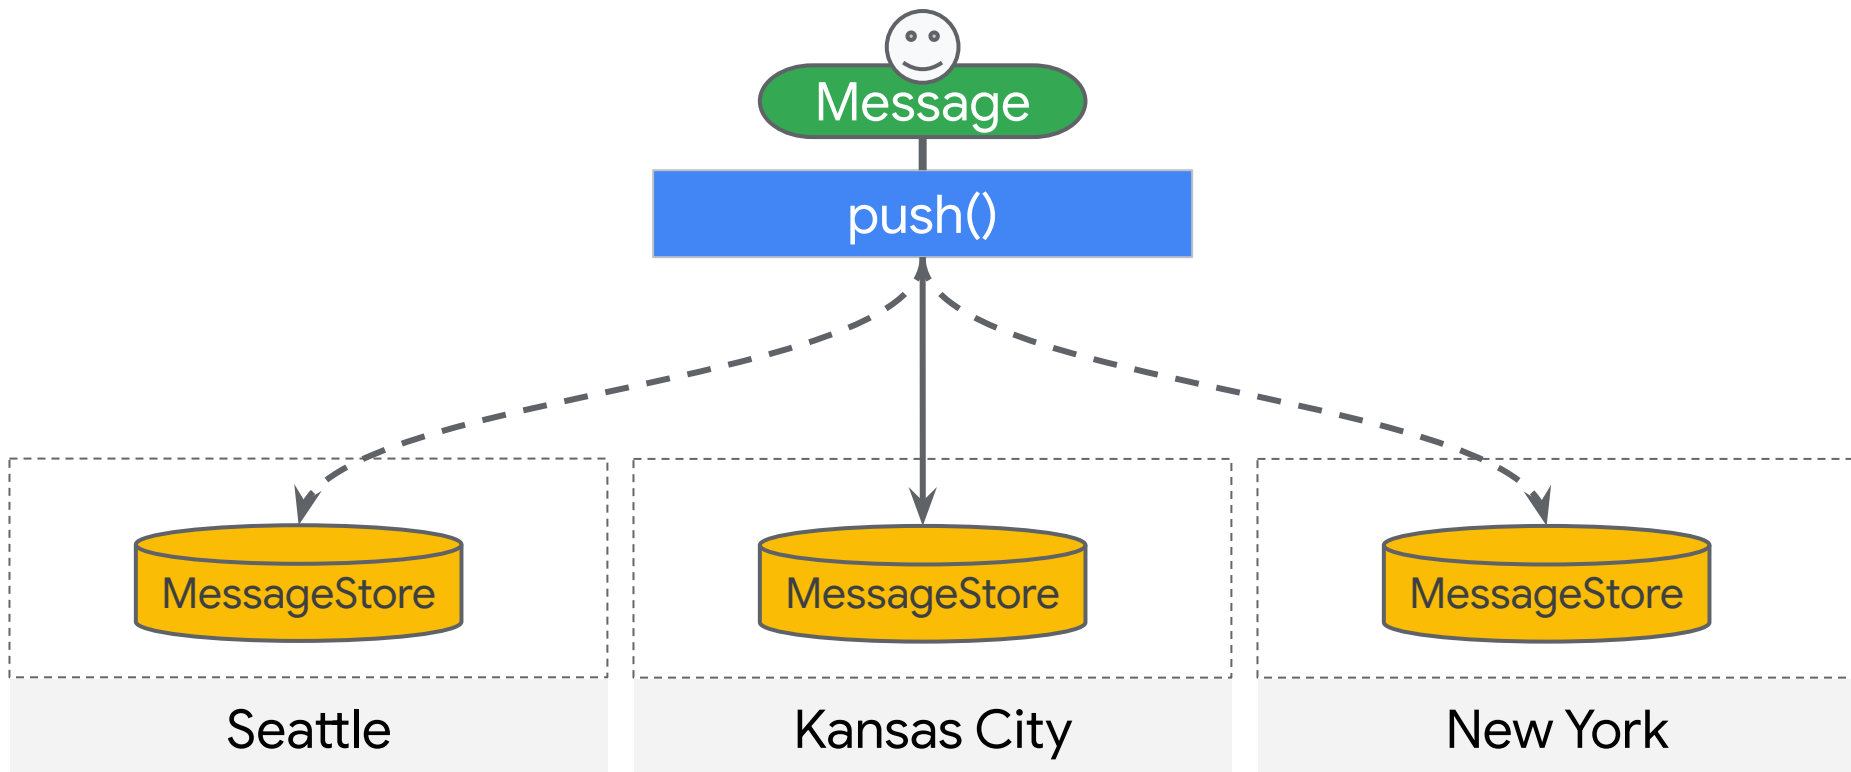 Message
push()
MessageStore
MessageStore
MessageStore
Seattle
Kansas City
New York